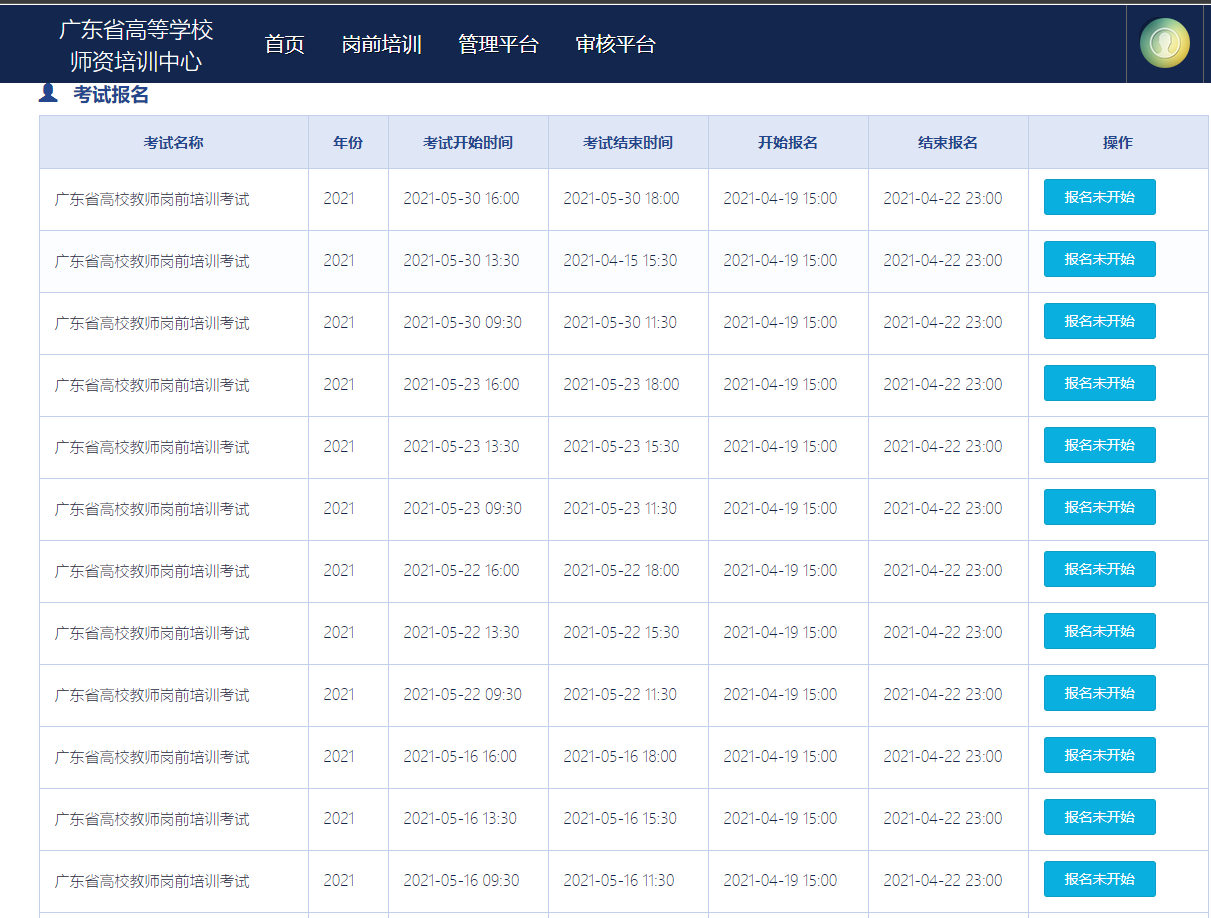 广东省高等学校
师资培训中心
首页 岗前培训 管理平台 审核平台
考试报名
考试名称 年份 考试开始时间 考试结束时间 开始报名 结束报名 操作
广东省高校教师岗前培训考试 2021 2021-05-30 16:00 2021-05-30 18:00 2021-04-19 15:00 2021-04-22 23:00 报名未开始
广东省高校教师岗前培训考试 2021 2021-05-30 13:30 2021-04-15 15:30 2021-04-19 15:00 2021-04-22 23:00 报名未开始
广东省高校教师岗前培训考试 2021 2021-05-30 09:30 2021-05-30 11:30 2021-04-19 15:00 2021-04-22 23:00 报名未开始
广东省高校教师岗前培训考试 2021 2021-05-23 16:00 2021-05-23 18:00 2021-04-19 15:00 2021-04-22 23:00 报名未开始
广东省高校教师岗前培训考试 2021 2021-05-23 13:30 2021-05-23 15:30 2021-04-19 15:00 2021-04-22 23:00 报名未开始
广东省高校教师岗前培训考试 2021 2021-05-23 09:30 2021-05-23 11:30 2021-04-19 15:00 2021-04-22 23:00 报名未开始
广东省高校教师岗前培训考试 2021 2021-05-22 16:00 2021-05-22 18:00 2021-04-19 15:00 2021-04-22 23:00 报名未开始
广东省高校教师岗前培训考试 2021 2021-05-22 13:30 2021-05-22 15:30 2021-04-19 15:00 2021-04-22 23:00 报名未开始
广东省高校教师岗前培训考试 2021 2021-05-22 09:30 2021-05-22 11:30 2021-04-19 15:00 2021-04-22 23:00 报名未开始
广东省高校教师岗前培训考试 2021 2021-05-16 16:00 2021-05-16 18:00 2021-04-19 15:00 2021-04-22 23:00 报名未开始
广东省高校教师岗前培训考试 2021 2021-05-16 13:30 2021-05-16 15:30 2021-04-19 15:00 2021-04-22 23:00 报名未开始
广东省高校教师岗前培训考试 2021 2021-05-16 09:30 2021-05-16 11:30 2021-04-19 15:00 2021-04-22 23:00 报名未开始